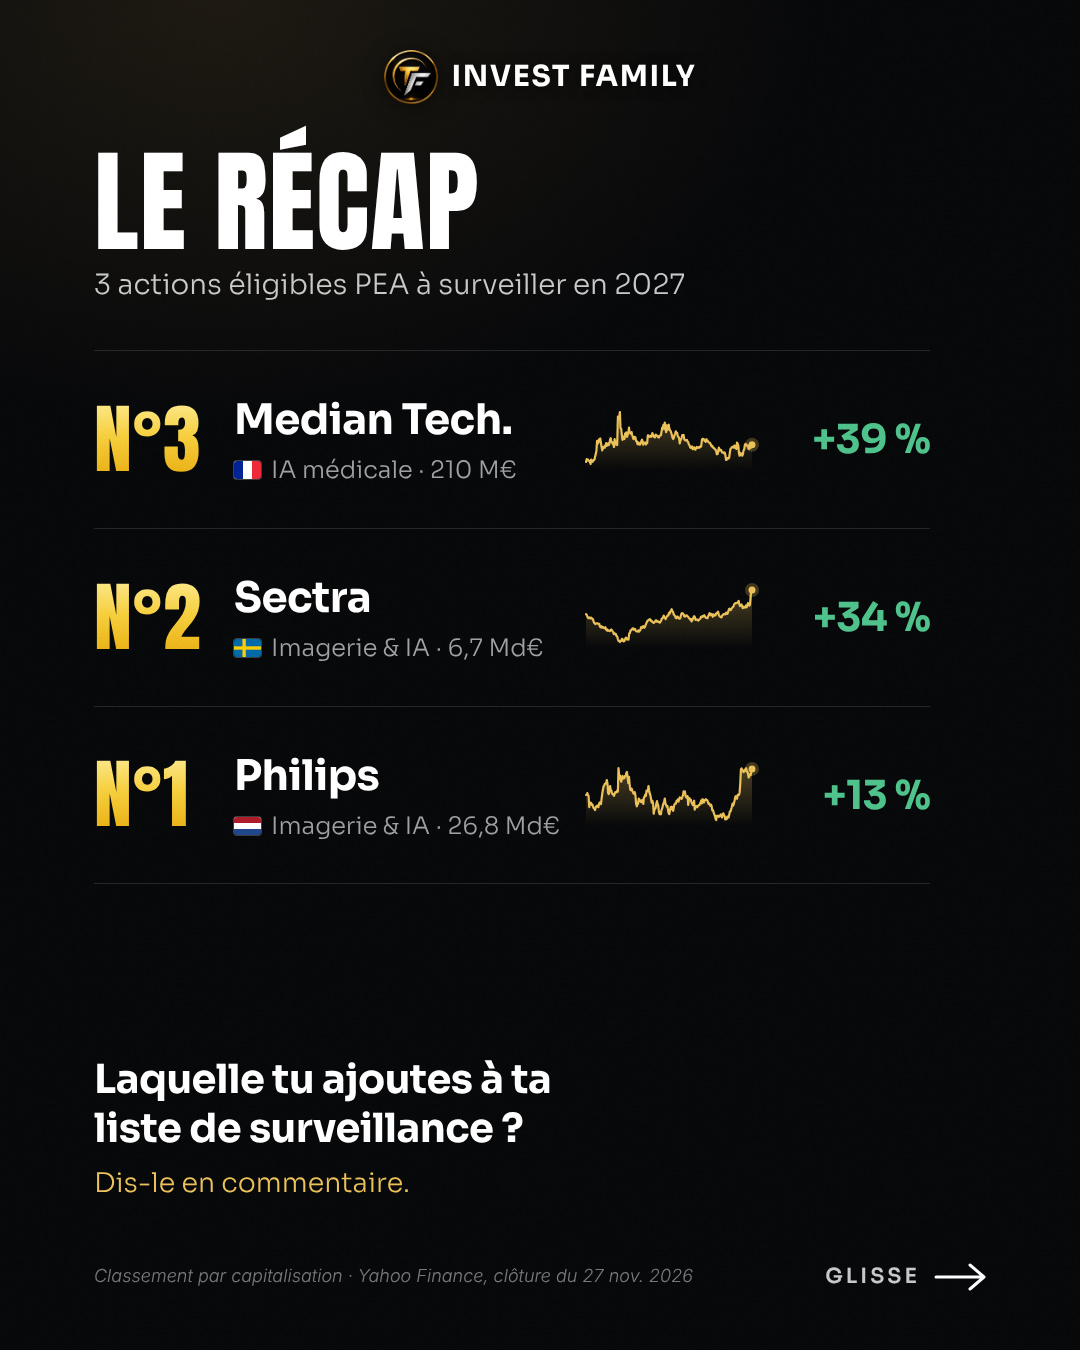 INVEST FAMILY
LE RÉCAP
3 actions éligibles PEA à surveiller en 2027
N°3
Median Tech.
IA médicale · 210 M€
+39 %
N°2
Sectra
Imagerie & IA · 6,7 Md€
+34 %
N°1
Philips
Imagerie & IA · 26,8 Md€
+13 %
Laquelle tu ajoutes à ta
liste de surveillance ?
Dis-le en commentaire.
Classement par capitalisation · Yahoo Finance, clôture du 27 nov. 2026
GLISSE